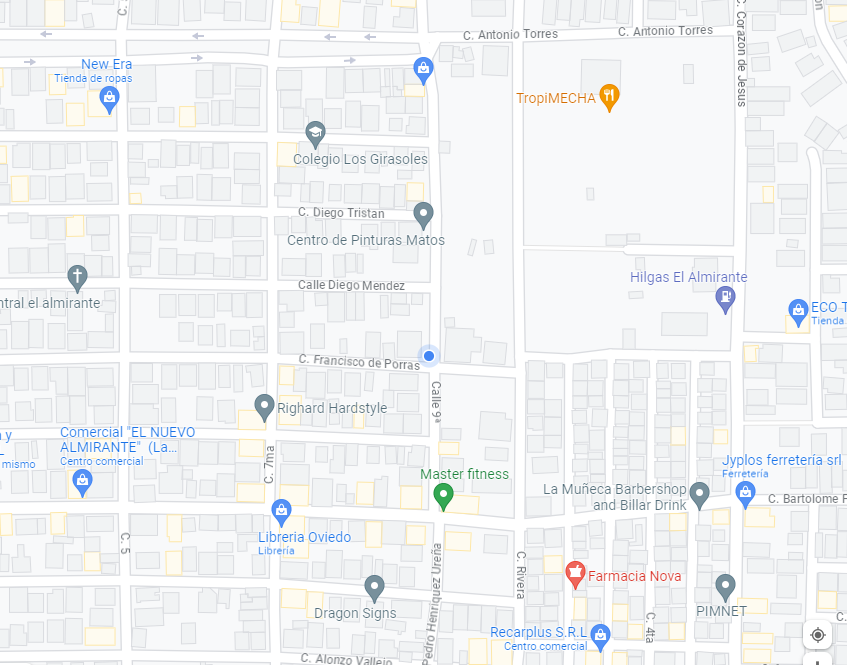 C.
C. Antonio Torres
C. Antonio Torres
C. Corazon de Jesus
New Era
Tienda de ropas
TropiMECHA
Colegio Los Girasoles
C. Diego Tristan
Centro de Pinturas Matos
ntral el almirante
Calle Diego Mendez
Hilgas El Almirante
ECO T
Tienda
C. Francisco de Porras
Calle 9ª
Righard Hardstyle
a y
mismo
Comercial "EL NUEVO
ALMIRANTE" (La...
Centro comercial
C. 7ma
Master fitness
Jyplos ferretería srl
Ferretería
La Muñeca Barbershop
and Billar Drink
C. Bartolome F
C. 5
Libreria Oviedo
Librería
Pedro Henriquez Ureña
C. Rivera
Farmacia Nova
Dragon Signs
PIMNET
C. 4ta
C.
Recarplus S.R.L
Centro comercial
C. Alonzo Vallejo